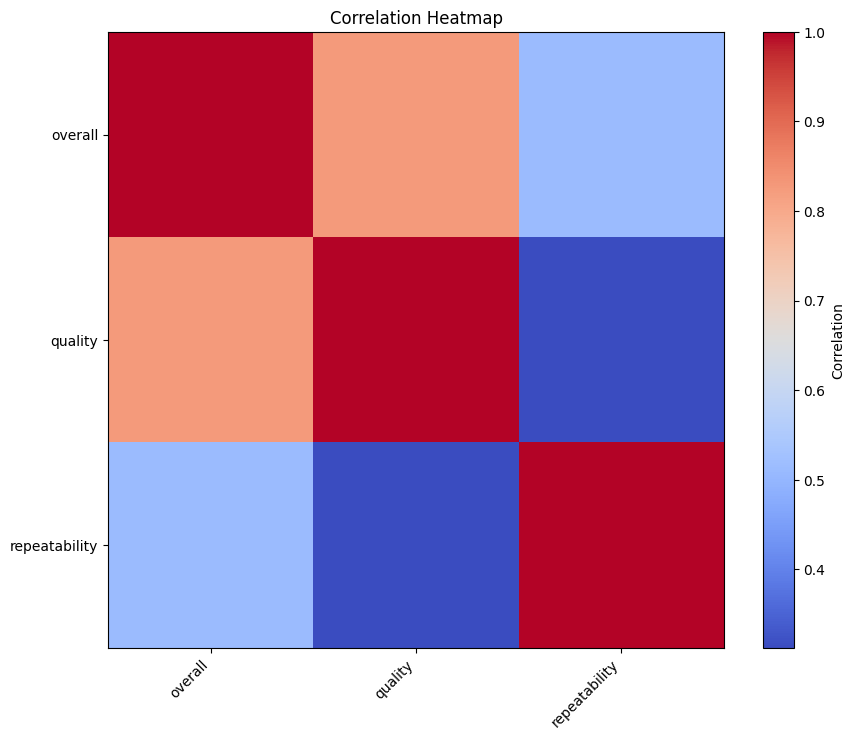 Correlation Heatmap
overall
quality
repeatability
overall
quality
repeatability
1.0
0.9
0.8
0.7
0.6
0.5
0.4
Correlation